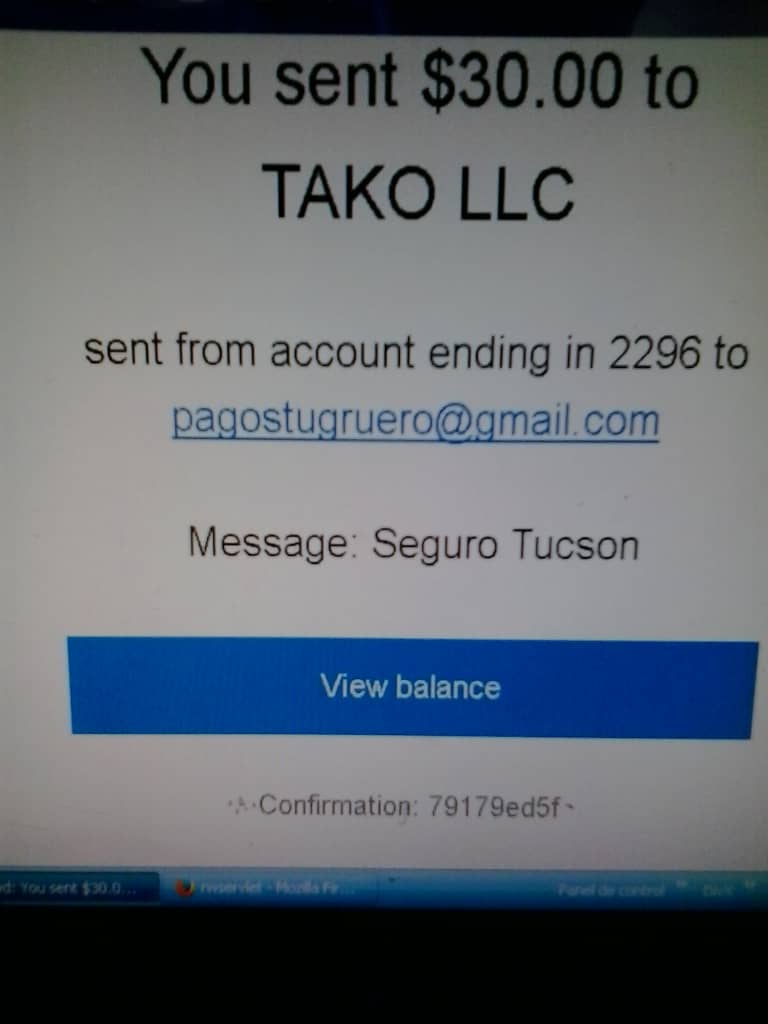 You sent $30.00 to
TAKO LLC
sent from account ending in 2296 to
pagostugruero@gmail.com
Message: Seguro Tucson
View balance
Confirmation: 79179ed5f
d: You sent $30.0...
nvservlet - Mozilla Fir...
Panel de control